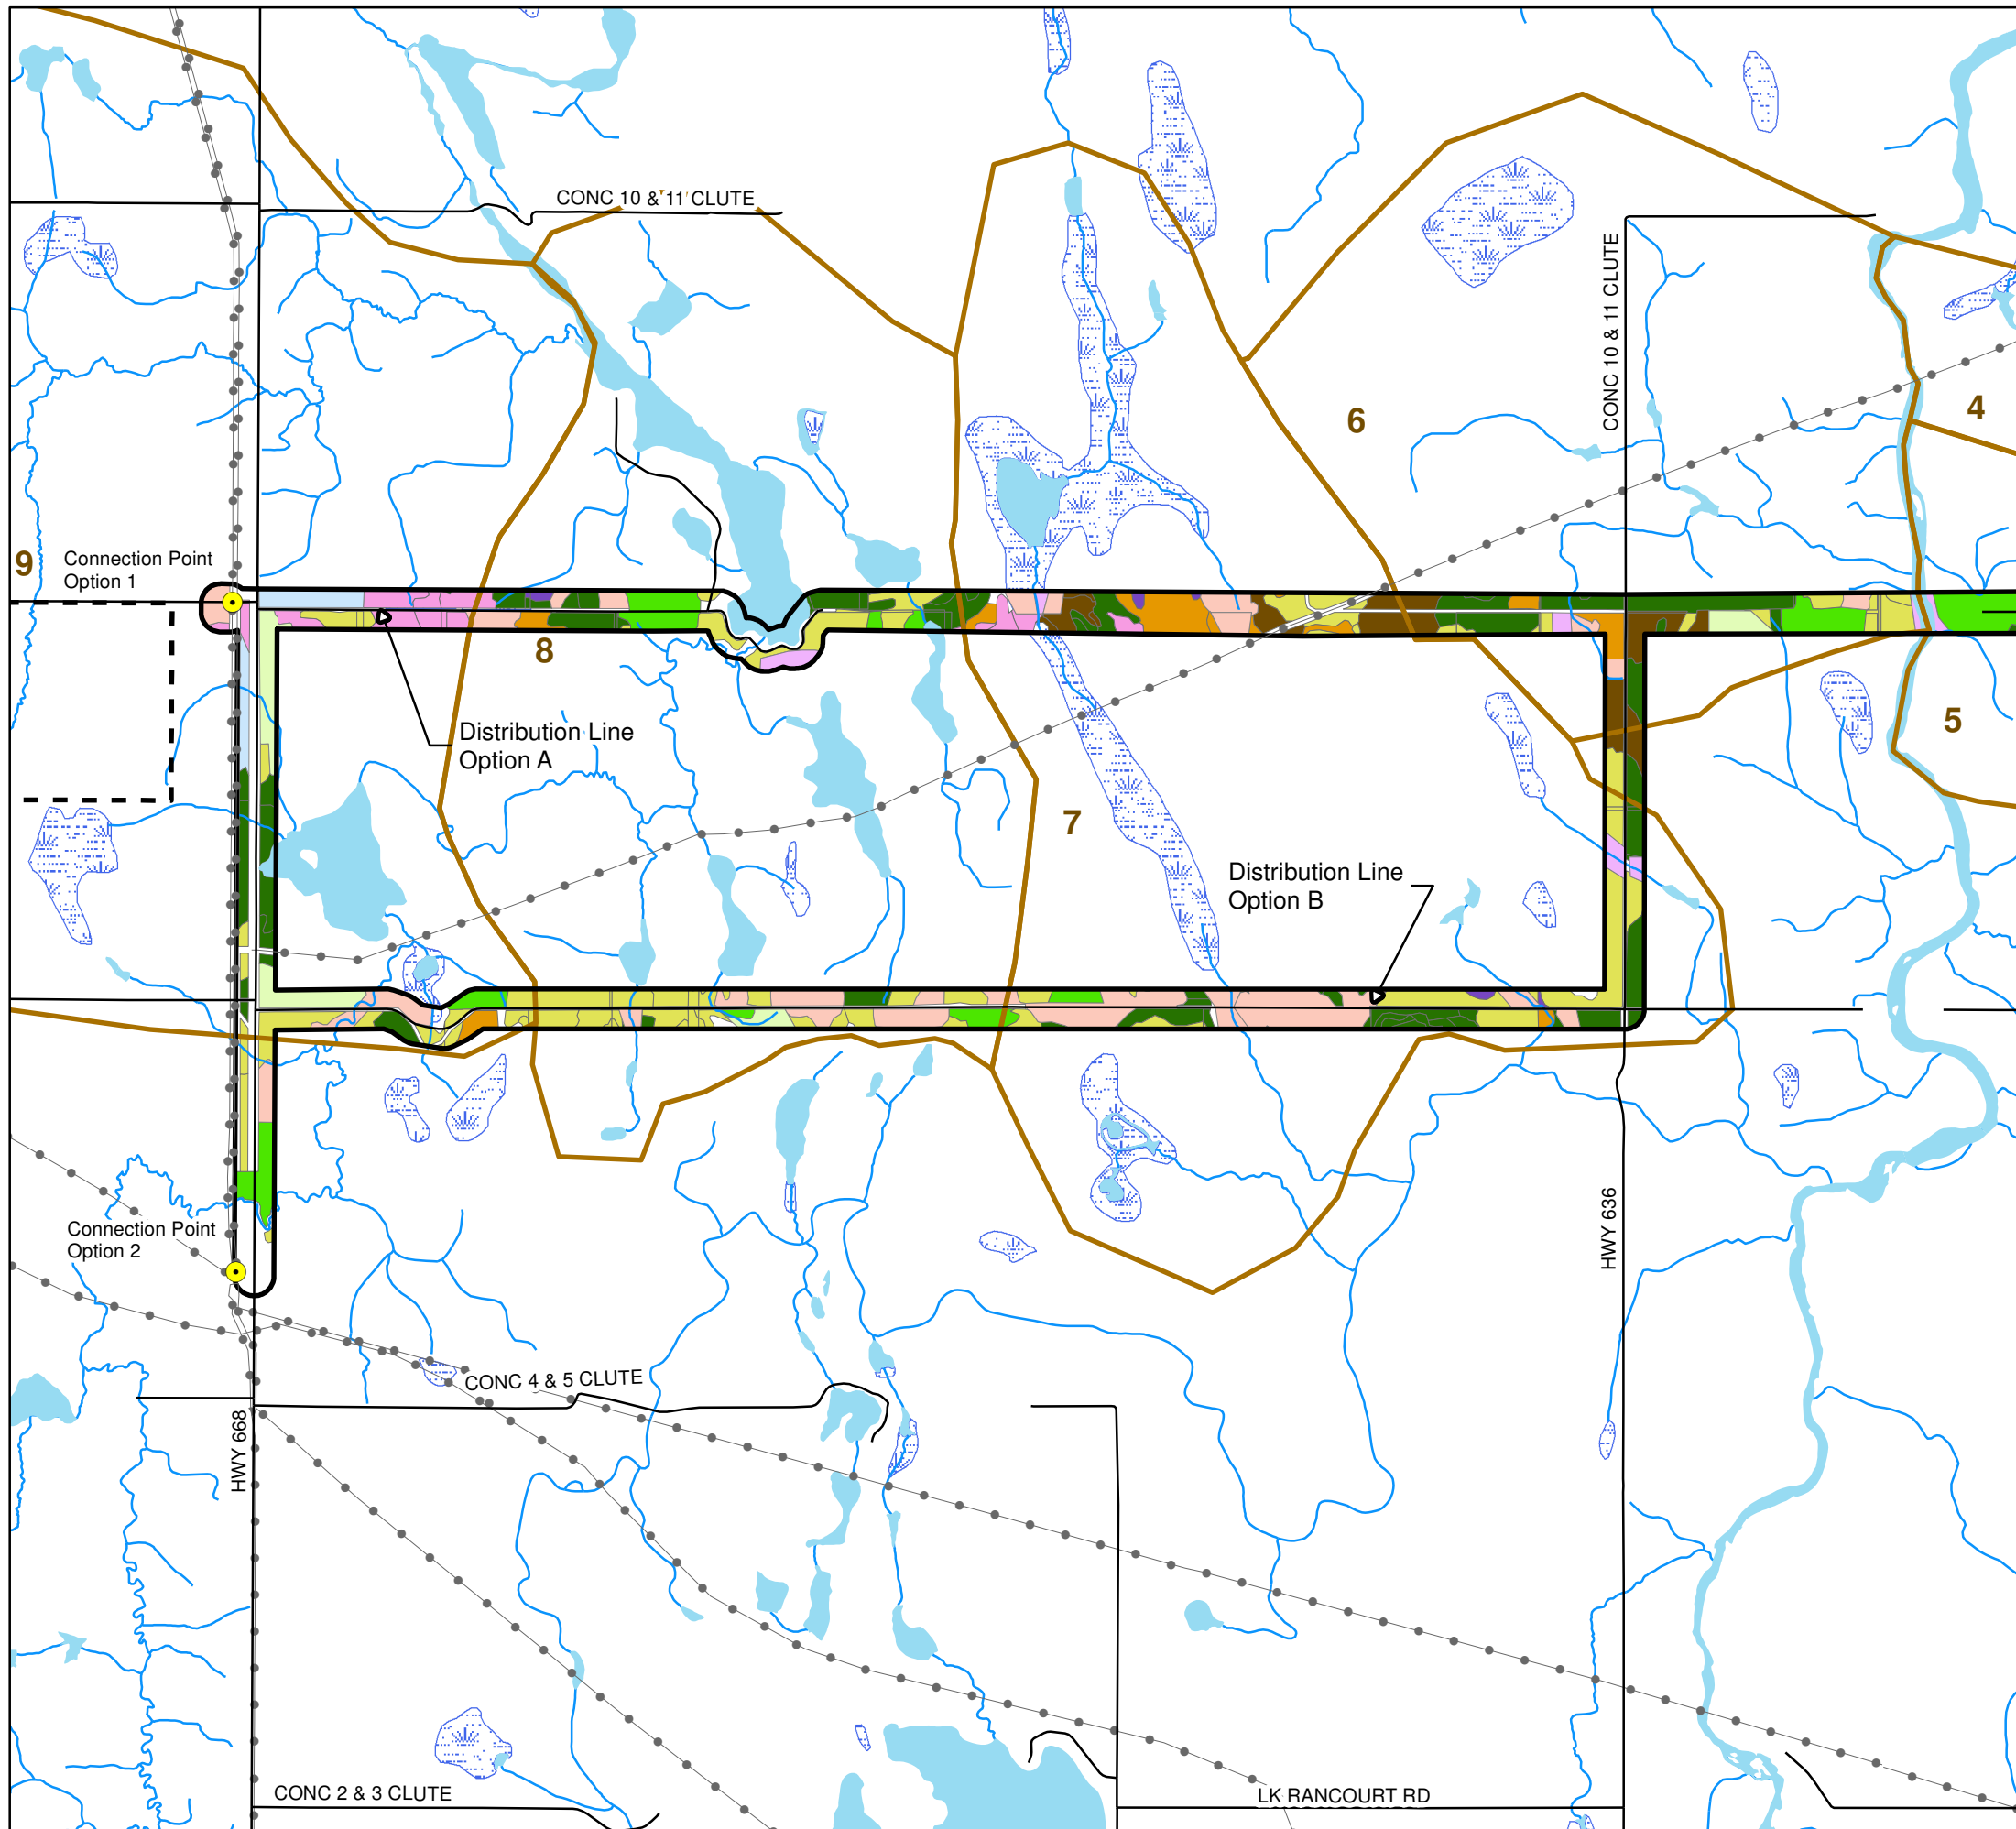 CONC 10 & 11 CLUTE
CONC 10 & 11 CLUTE
6
4
9
Connection Point
Option 1
8
Distribution Line
Option A
5
7
Distribution Line
Option B
Connection Point
Option 2
HWY 636
CONC 4 & 5 CLUTE
HWY 668
CONC 2 & 3 CLUTE
LK RANCOURT RD